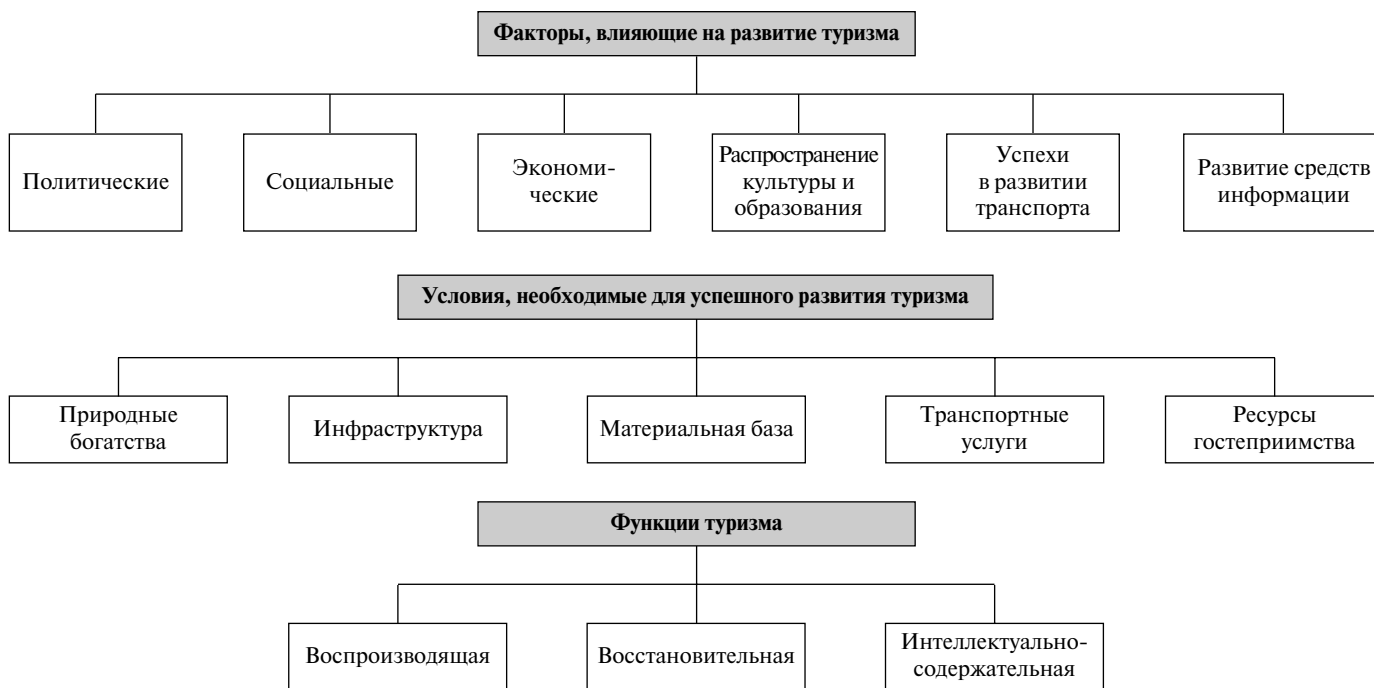 Факторы, влияющие на развитие туризма
Политические
Социальные
Экономи-
ческие
Распространение
культуры и
образования
Успехи
в развитии
транспорта
Развитие средств
информации
Условия, необходимые для успешного развития туризма
Природные
богатства
Инфраструктура
Материальная база
Транспортные
услуги
Ресурсы
гостеприимства
Функции туризма
Воспроизводящая
Восстановительная
Интеллектуально-
содержательная